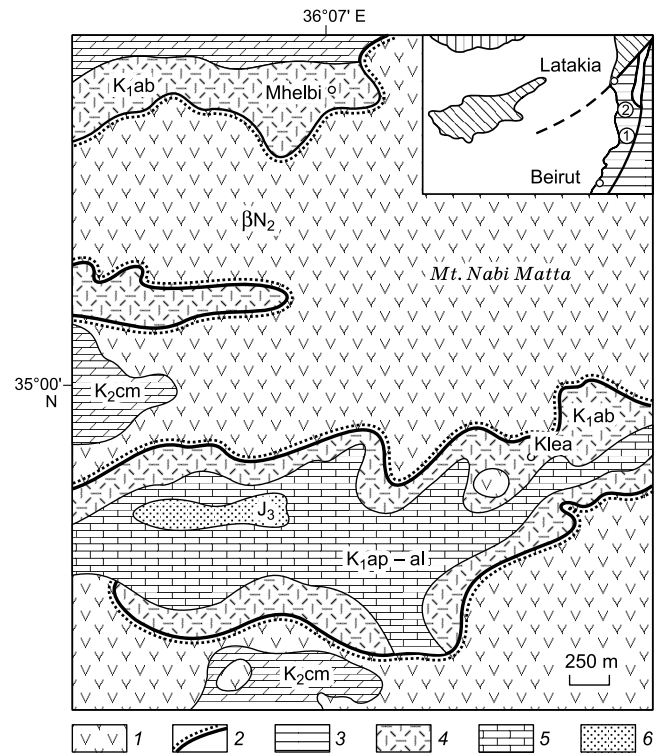 36°07' E
K₁ab
Mhelbi
Latakia
2
1
Beirut
βN₂
Mt. Nabi Matta
35°00'
N
K₂cm
K₁ab
Klea
J₃
K₁ap – al
K₂cm
250 m
1 2 3 4 5 6